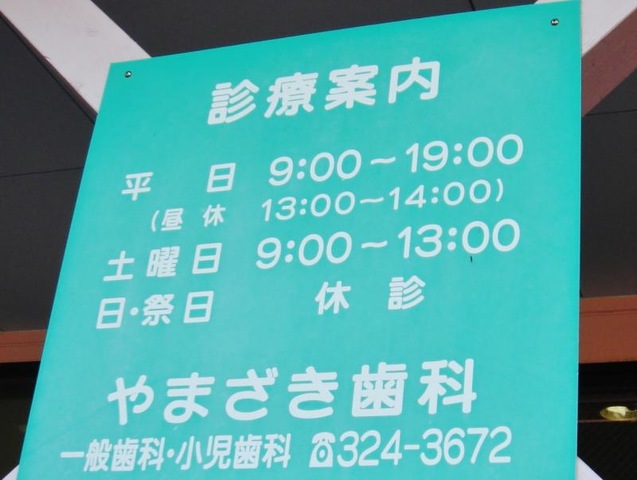 診療案内
平 日 9:00～19:00
(昼 休 13:00～14:00)
土曜日 9:00～13:00
日・祭日 休 診
やまざき歯科
一般歯科・小児歯科 ☎324-3672